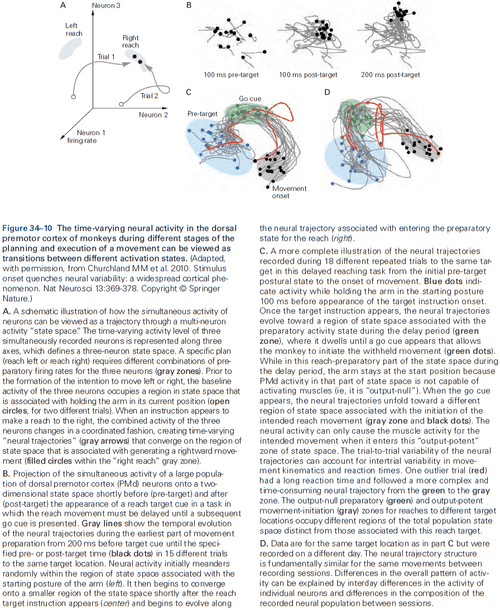 A
Neuron 3
Left
reach
Right
reach
Trial 1
Trial 2
Neuron 2
Neuron 1
firing rate
B
100 ms pre-target
100 ms post-target
200 ms post-target
C
Go cue
Pre-target
Movement
onset
D
Figure 34–10 The time-varying neural activity in the dorsal
premotor cortex of monkeys during different stages of the
planning and execution of a movement can be viewed as
transitions between different activation states. (Adapted,
with permission, from Churchland MM et al. 2010. Stimulus
onset quenches neural variability: a widespread cortical phe-
nomenon. Nat Neurosci 13:369-378. Copyright © Springer
Nature.)
A. A schematic illustration of how the simultaneous activity of
neurons can be viewed as a trajectory through a multi-neuron
activity “state space.” The time-varying activity level of three
simultaneously recorded neurons is represented along three
axes, which defines a three-neuron state space. A specific plan
(reach left or reach right) requires different combinations of pre-
paratory firing rates for the three neurons (gray zones). Prior to
the formation of the intention to move left or right, the baseline
activity of the three neurons occupies a region in state space that
is associated with holding the arm in its current position (open
circles, for two different trials). When an instruction appears to
make a reach to the right, the combined activity of the three
neurons changes in a coordinated fashion, creating time-varying
“neural trajectories” (gray arrows) that converge on the region of
state space that is associated with generating a rightward move-
ment (filled circles within the “right reach” gray zone).
B. Projection of the simultaneous activity of a large popula-
tion of dorsal premotor cortex (PMd) neurons onto a two-
dimensional state space shortly before (pre-target) and after
(post-target) the appearance of a reach target cue in a task in
which the reach movement must be delayed until a subsequent
go cue is presented. Gray lines show the temporal evolution
of the neural trajectories during the earliest part of movement
preparation from 200 ms before target cue until the speci-
fied pre- or post-target time (black dots) in 15 different trials
to the same target location. Neural activity initially meanders
randomly within the region of state space associated with the
starting posture of the arm (left). It then begins to converge
onto a smaller region of the state space shortly after the reach
target instruction appears (center) and begins to evolve along
the neural trajectory associated with entering the preparatory
state for the reach (right).
C. A more complete illustration of the neural trajectories
recorded during 18 different repeated trials to the same tar-
get in this delayed reaching task from the initial pre-target
postural state to the onset of movement. Blue dots indi-
cate activity while holding the arm in the starting posture
100 ms before appearance of the target instruction onset.
Once the target instruction appears, the neural trajectories
evolve toward a region of state space associated with the
preparatory activity state during the delay period (green
zone), where it dwells until a go cue appears that allows
the monkey to initiate the withheld movement (green dots).
While in this reach-preparatory part of the state space during
the delay period, the arm stays at the start position because
PMd activity in that part of state space is not capable of
activating muscles (ie, it is “output-null”). When the go cue
appears, the neural trajectories unfold toward a different
region of state space associated with the initiation of the
intended reach movement (gray zone and black dots). The
neural activity can only cause the muscle activity for the
intended movement when it enters this “output-potent”
zone of state space. The trial-to-trial variability of the neural
trajectories can account for intertrial variability in move-
ment kinematics and reaction times. One outlier trial (red)
had a long reaction time and followed a more complex and
time-consuming neural trajectory from the green to the gray
zone. The output-null preparatory (green) and output-potent
movement-initiation (gray) zones for reaches to different target
locations occupy different regions of the total population state
space distinct from those associated with this reach target.
D. Data are for the same target location as in part C but were
recorded on a different day. The neural trajectory structure
is fundamentally similar for the same movements between
recording sessions. Differences in the overall pattern of activ-
ity can be explained by interday differences in the activity of
individual neurons and differences in the composition of the
recorded neural population between sessions.